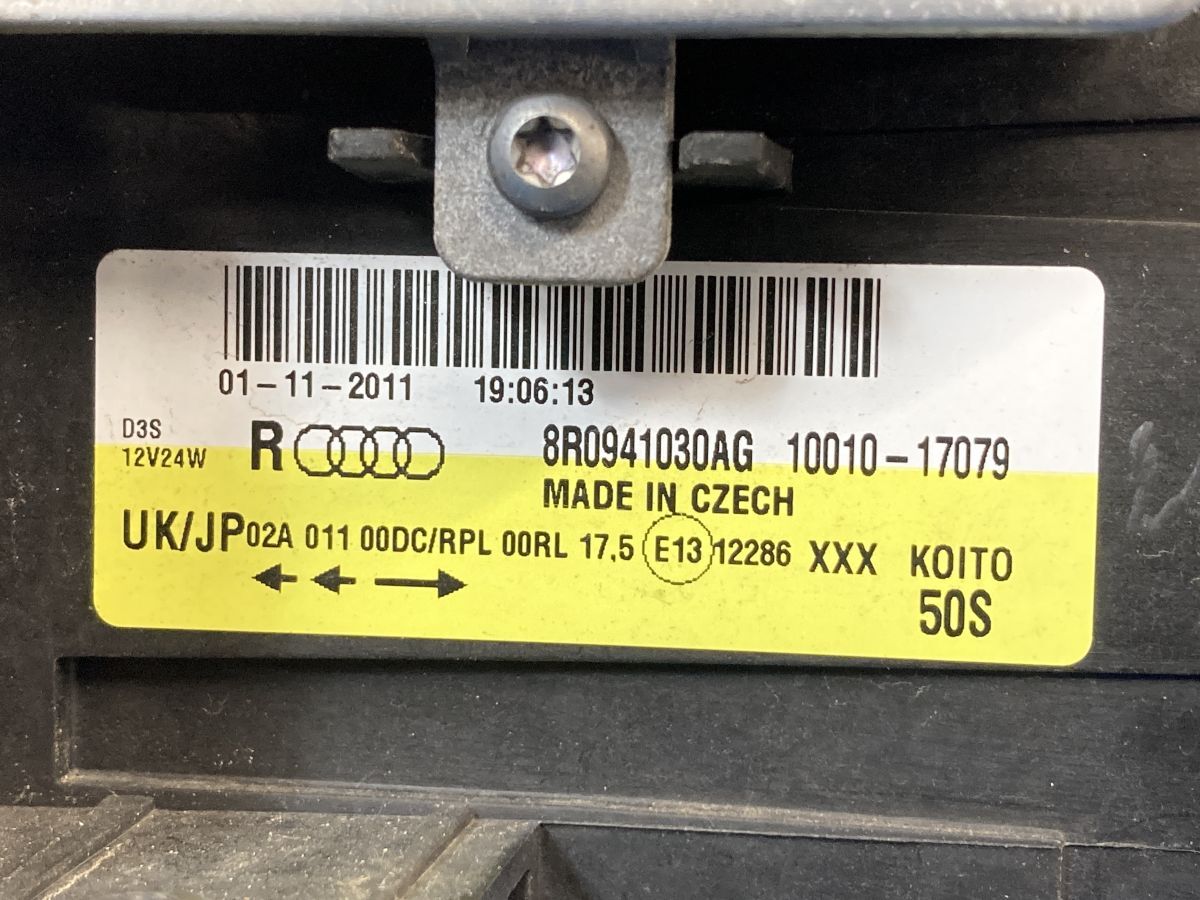 01-11-2011 19:06:13
D3S
12V24W
R 8R0941030AG 10010-17079
MADE IN CZECH
UK/JP 02A 011 00DC/RPL 00RL 17,5 E13 12286 XXX KOITO
50S